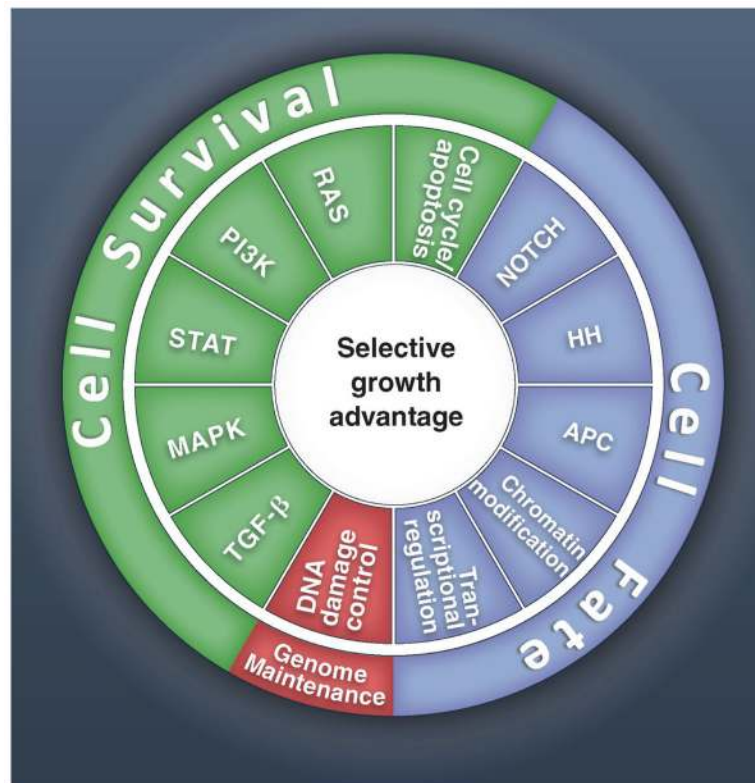 Cell Survival
Cell Fate
Genome
Maintenance
Cell cycle/
apoptosis
NOTCH
HH
APC
Chromatin
modification
Tran-
scriptional
regulation
DNA
damage
control
TGF-β
MAPK
STAT
PI3K
RAS
Selective
growth
advantage